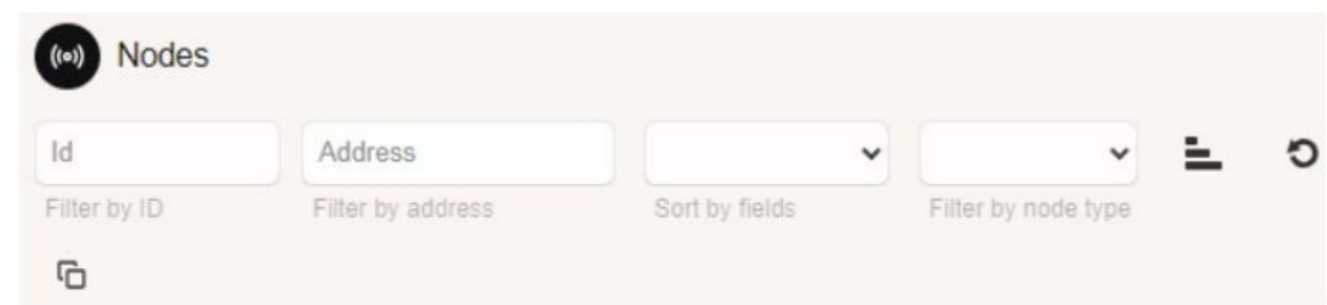 Nodes
Id Address
Filter by ID Filter by address Sort by fields Filter by node type